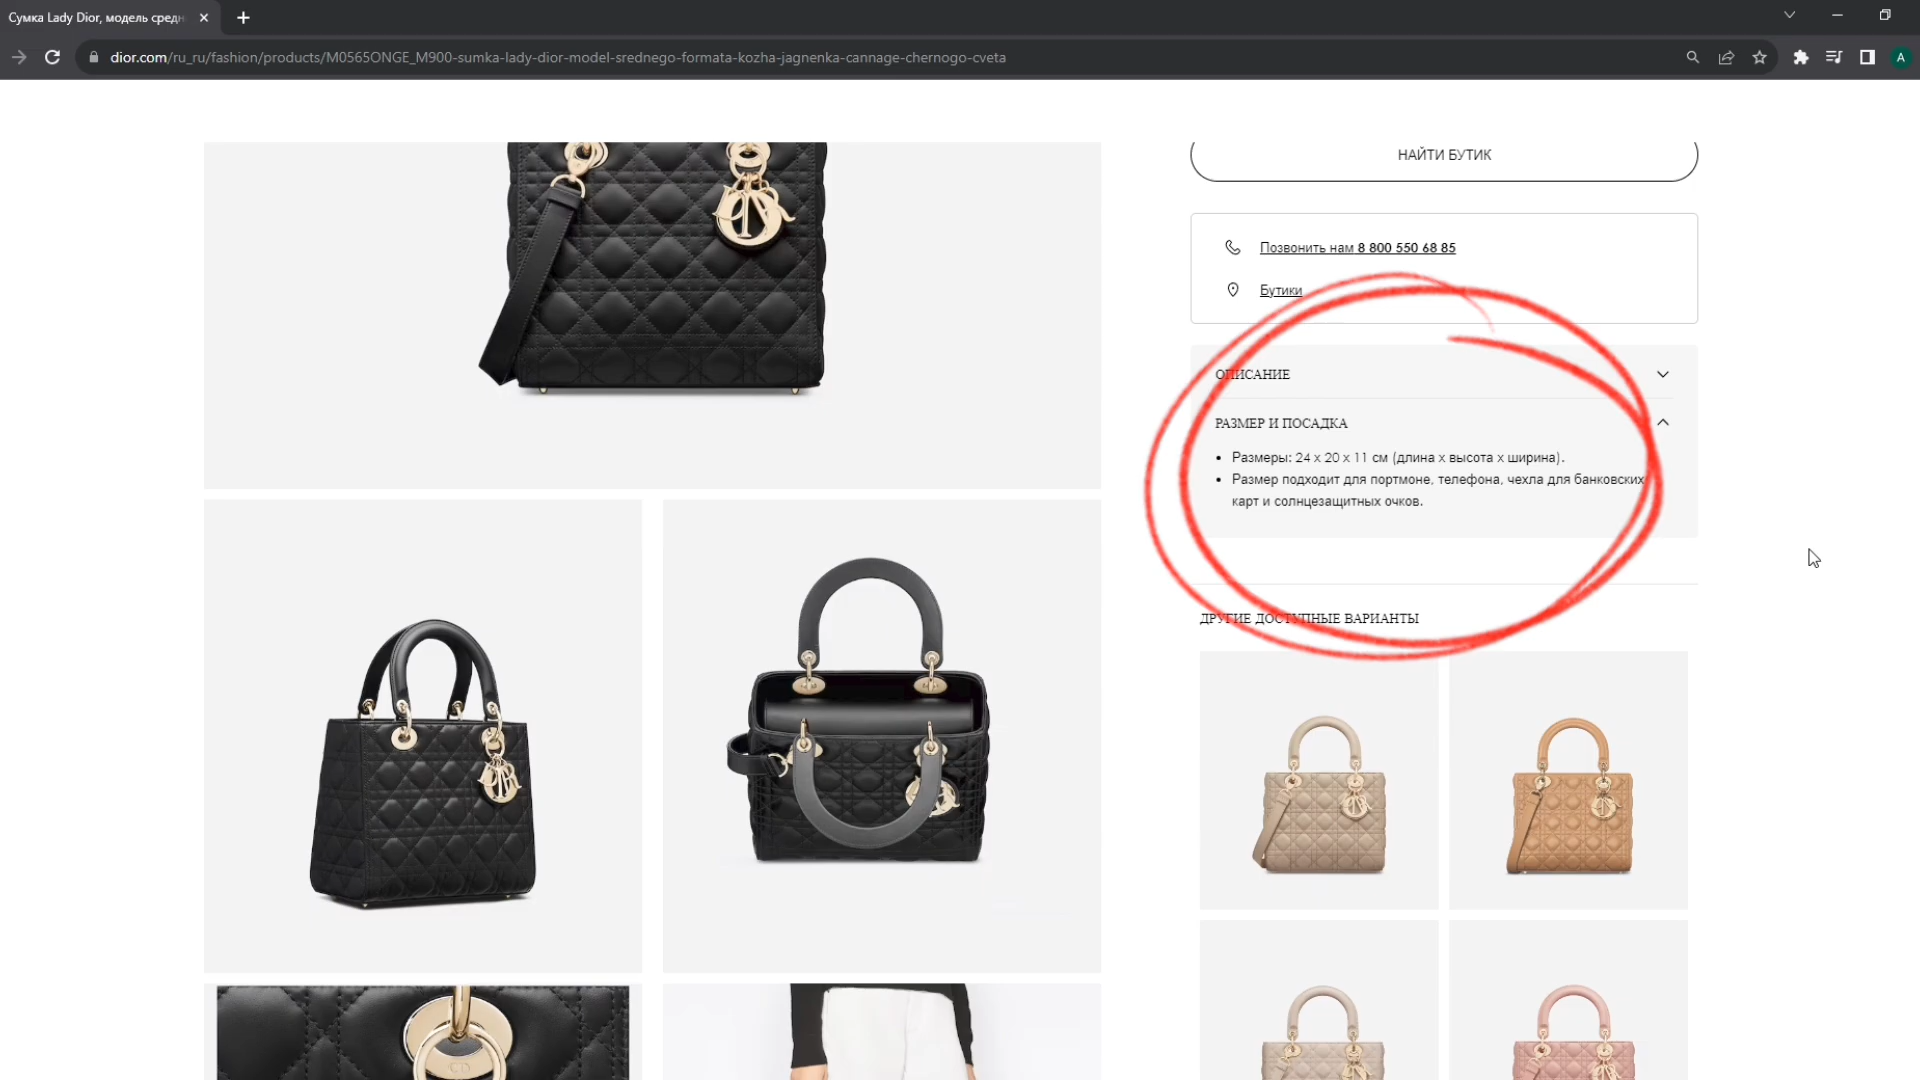 Сумка Lady Dior, модель средн
dior.com/ru_ru/fashion/products/M0565ONGE_M900-sumka-lady-dior-model-srednego-formata-kozha-jagnenka-cannage-chernogo-cveta
A
НАЙТИ БУТИК
Позвонить нам 8 800 550 68 85
Бутики
ОПИСАНИЕ
РАЗМЕР И ПОСАДКА
• Размеры: 24 x 20 x 11 см (длина x высота x ширина).
• Размер подходит для портмоне, телефона, чехла для банковских
карт и солнцезащитных очков.
ДРУГИЕ ДОСТУПНЫЕ ВАРИАНТЫ
CD